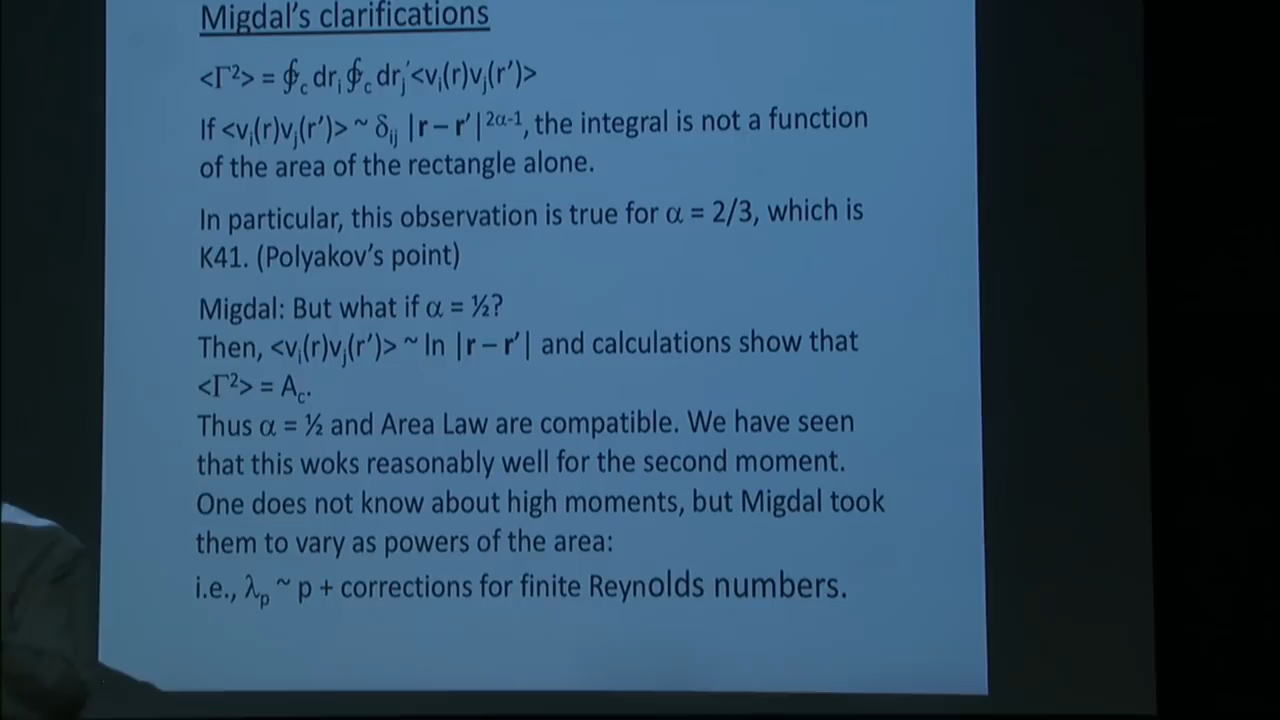 Migdal's clarifications
<Γ²> = ∮c dri ∮c drj′<vi(r)vj(r′)>
If <vi(r)vj(r′)> ~ δij |r – r′|²ᵅ⁻¹, the integral is not a function
of the area of the rectangle alone.
In particular, this observation is true for α = 2/3, which is
K41. (Polyakov's point)
Migdal: But what if α = ½?
Then, <vi(r)vj(r′)> ~ ln |r – r′| and calculations show that
<Γ²> = Ac.
Thus α = ½ and Area Law are compatible. We have seen
that this woks reasonably well for the second moment.
One does not know about high moments, but Migdal took
them to vary as powers of the area:
i.e., λp ~ p + corrections for finite Reynolds numbers.